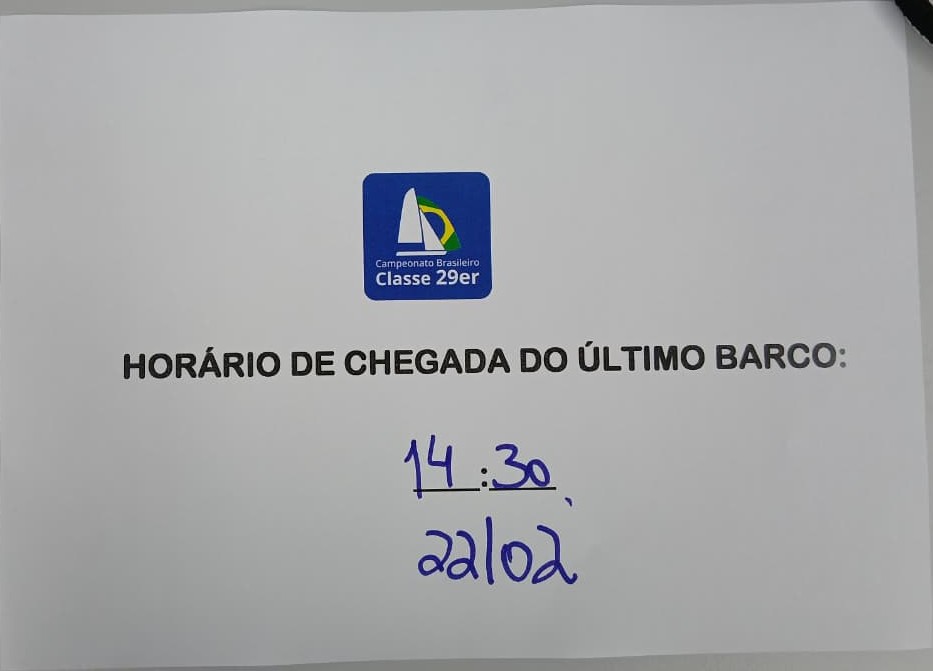 Campeonato Brasileiro
Classe 29er
HORÁRIO DE CHEGADA DO ÚLTIMO BARCO:
14:30
22/02